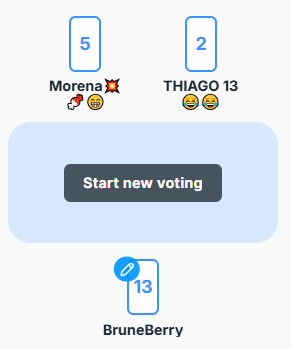 5
2
Morena💥
🏓😁
THIAGO 13
😂😂
Start new voting
13
BruneBerry